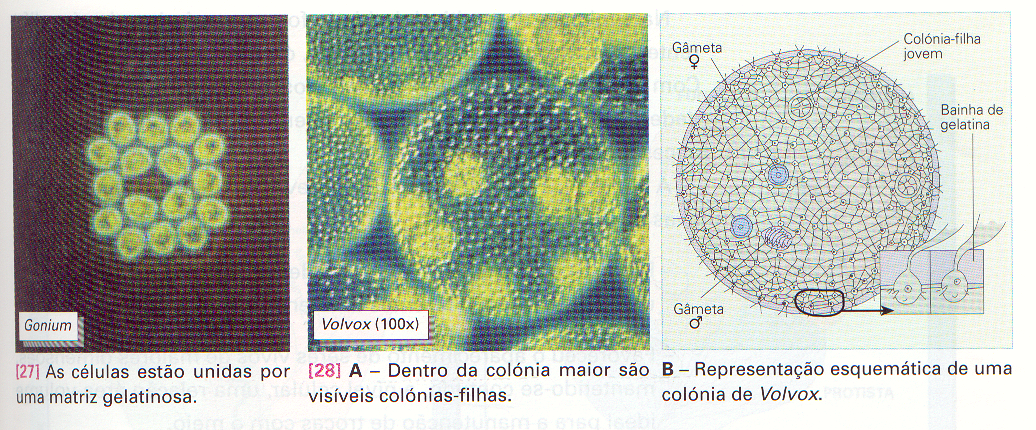 Gonium
[27] As células estão unidas por
uma matriz gelatinosa.
Volvox (100x)
[28] A – Dentro da colónia maior são
visíveis colónias-filhas.
Gâmeta
♀
Colónia-filha
jovem
Bainha de
gelatina
Gâmeta
♂
B – Representação esquemática de uma
colónia de Volvox.